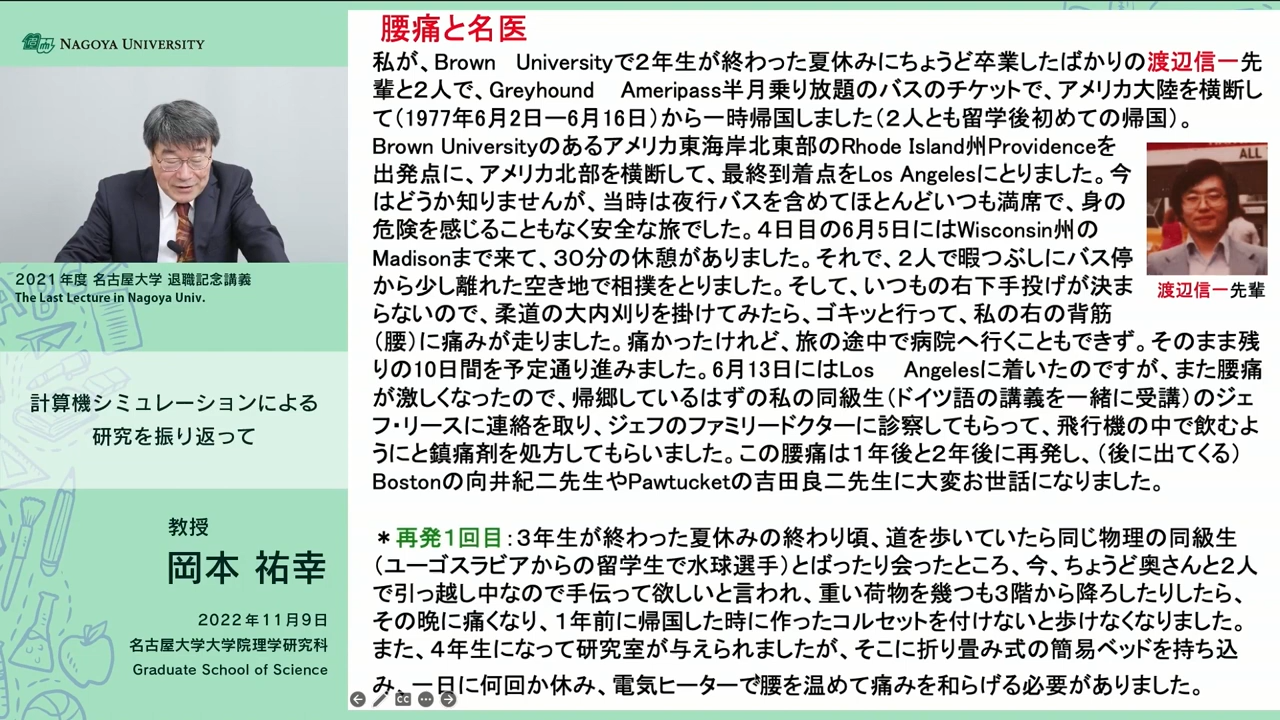 NAGOYA UNIVERSITY
2021年度 名古屋大学 退職記念講義
The Last Lecture in Nagoya Univ.
計算機シミュレーションによる
研究を振り返って
教授
岡本 祐幸
2022年11月9日
名古屋大学大学院理学研究科
Graduate School of Science
腰痛と名医
私が、Brown Universityで2年生が終わった夏休みにちょうど卒業したばかりの渡辺信一先
輩と2人で、Greyhound Ameripass半月乗り放題のバスのチケットで、アメリカ大陸を横断し
て(1977年6月2日―6月16日)から一時帰国しました(2人とも留学後初めての帰国)。
Brown Universityのあるアメリカ東海岸北東部のRhode Island州Providenceを
出発点に、アメリカ北部を横断して、最終到着点をLos Angelesにとりました。今
はどうか知りませんが、当時は夜行バスを含めてほとんどいつも満席で、身の
危険を感じることもなく安全な旅でした。4日目の6月5日にはWisconsin州の
Madisonまで来て、30分の休憩がありました。それで、2人で暇つぶしにバス停
から少し離れた空き地で相撲をとりました。そして、いつもの右下手投げが決ま
らないので、柔道の大内刈りを掛けてみたら、ゴキッと行って、私の右の背筋
(腰)に痛みが走りました。痛かったけれど、旅の途中で病院へ行くこともできず。そのまま残
りの10日間を予定通り進みました。6月13日にはLos Angelesに着いたのですが、また腰痛
が激しくなったので、帰郷しているはずの私の同級生(ドイツ語の講義を一緒に受講)のジェ
フ・リースに連絡を取り、ジェフのファミリードクターに診察してもらって、飛行機の中で飲むよ
うにと鎮痛剤を処方してもらいました。この腰痛は1年後と2年後に再発し、(後に出てくる)
Bostonの向井紀二先生やPawtucketの吉田良二先生に大変お世話になりました。
ALL
渡辺信一先輩
*再発1回目:3年生が終わった夏休みの終わり頃、道を歩いていたら同じ物理の同級生
(ユーゴスラビアからの留学生で水球選手)とばったり会ったところ、今、ちょうど奥さんと2人
で引っ越し中なので手伝って欲しいと言われ、重い荷物を幾つも3階から降ろしたりしたら、
その晩に痛くなり、1年前に帰国した時に作ったコルセットを付けないと歩けなくなりました。
また、4年生になって研究室が与えられましたが、そこに折り畳み式の簡易ベッドを持ち込
み、一日に何回か休み、電気ヒーターで腰を温めて痛みを和らげる必要がありました。